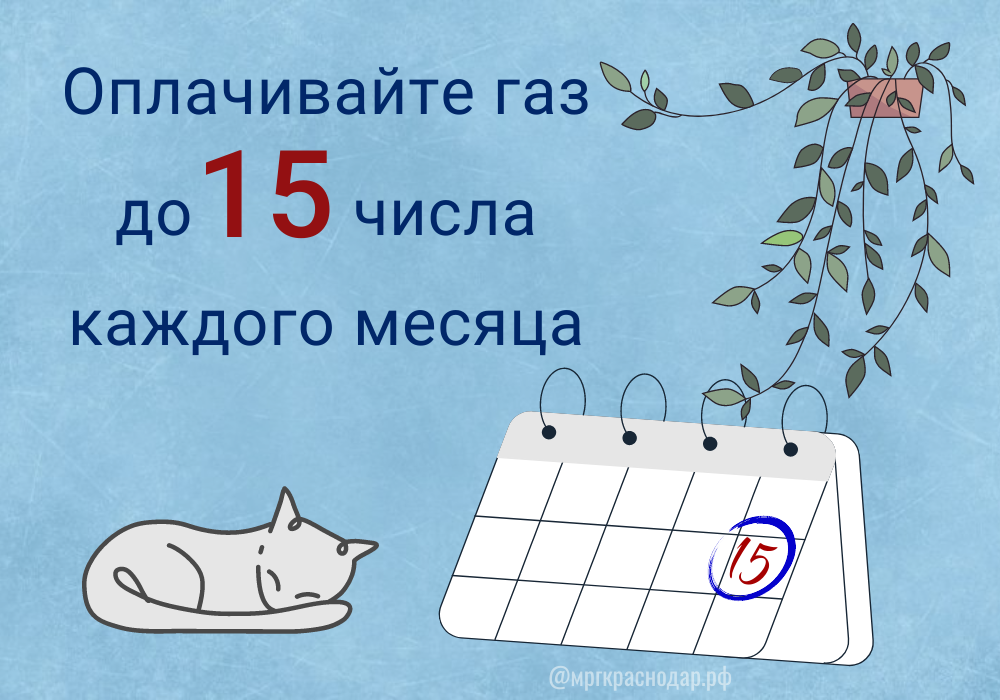 Оплачивайте газ
до 15 числа
каждого месяца
15
@мргкраснодар.рф